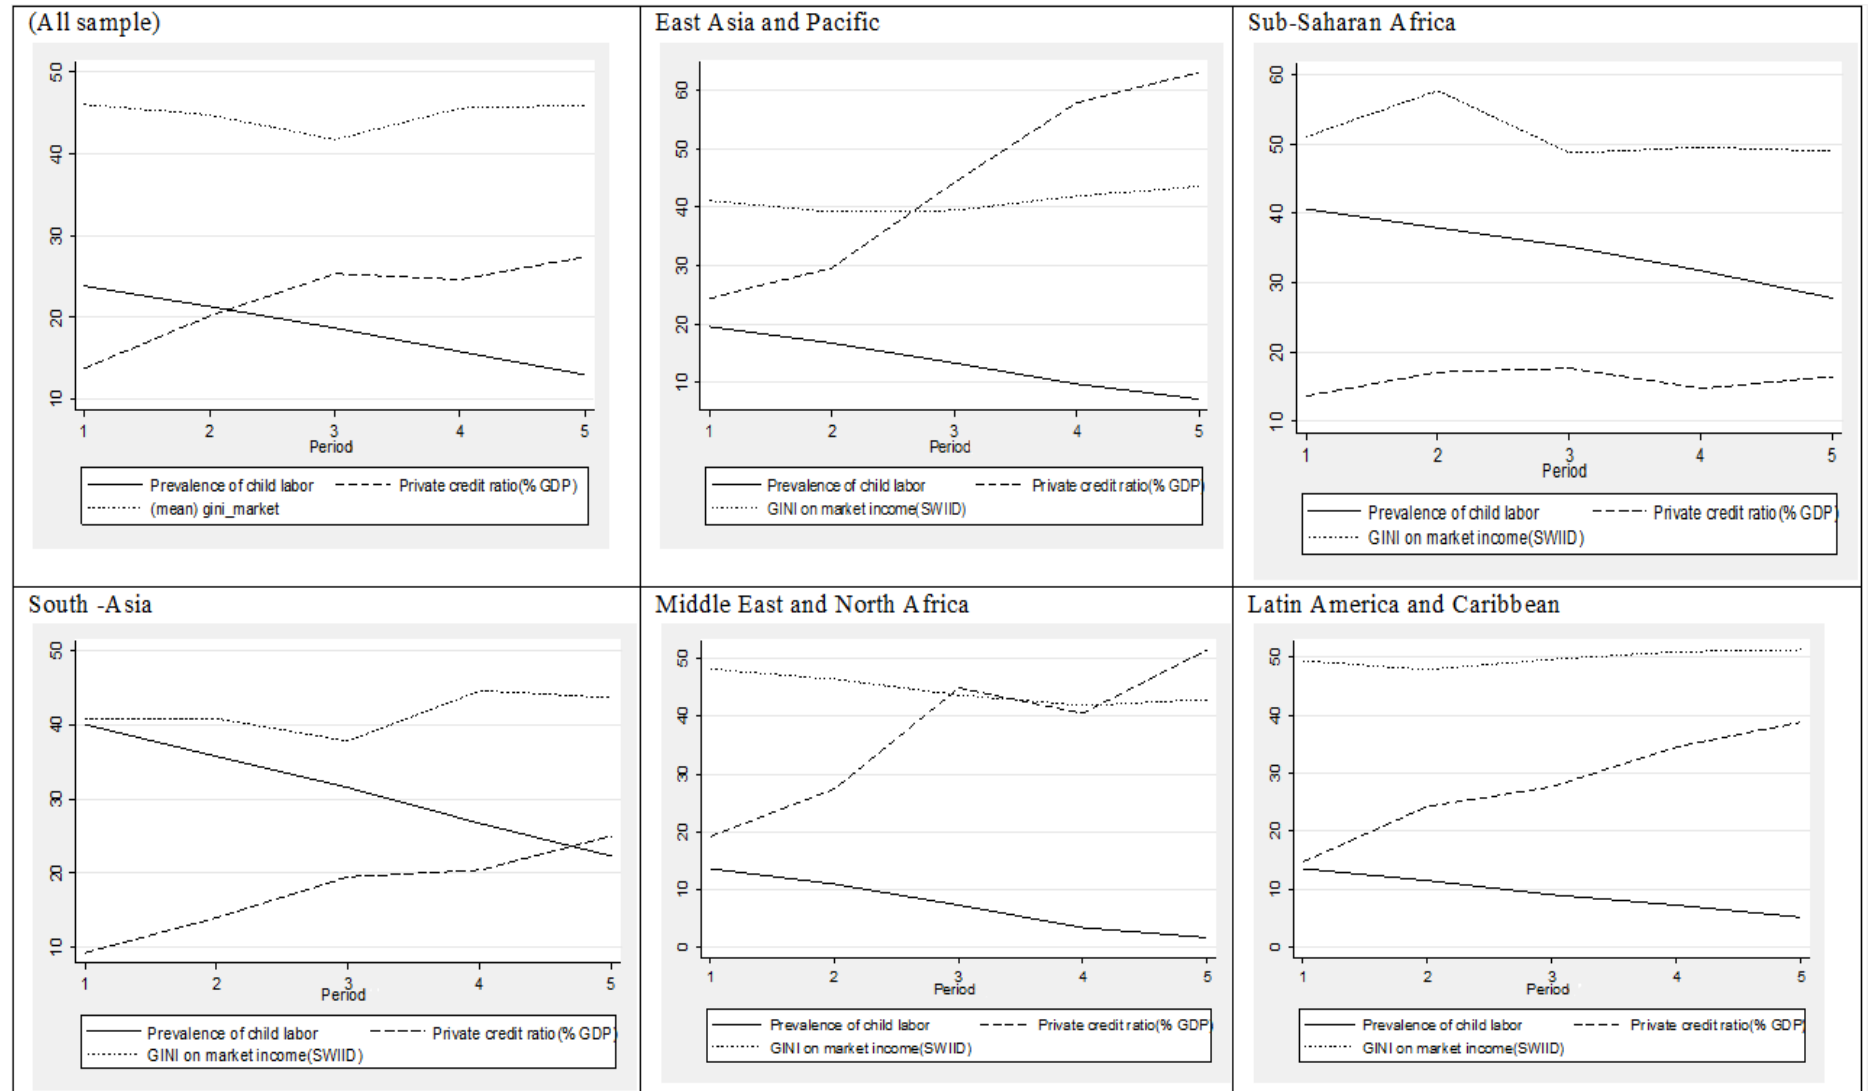 (All sample)
50
40
30
20
10
1 2 3 4 5
Period
Prevalence of child labor Private credit ratio(% GDP)
(mean) gini_market
East Asia and Pacific
60
50
40
30
20
10
1 2 3 4 5
Period
Prevalence of child labor Private credit ratio(% GDP)
GINI on market income(SWIID)
Sub-Saharan Africa
60
50
40
30
20
10
1 2 3 4 5
Period
Prevalence of child labor Private credit ratio(% GDP)
GINI on market income(SWIID)
South -Asia
50
40
30
20
10
1 2 3 4 5
Period
Prevalence of child labor Private credit ratio(% GDP)
GINI on market income(SWIID)
Middle East and North Africa
50
40
30
20
10
0
1 2 3 4 5
Period
Prevalence of child labor Private credit ratio(% GDP)
GINI on market income(SWIID)
Latin America and Caribbean
50
40
30
20
10
0
1 2 3 4 5
Period
Prevalence of child labor Private credit ratio(% GDP)
GINI on market income(SWIID)